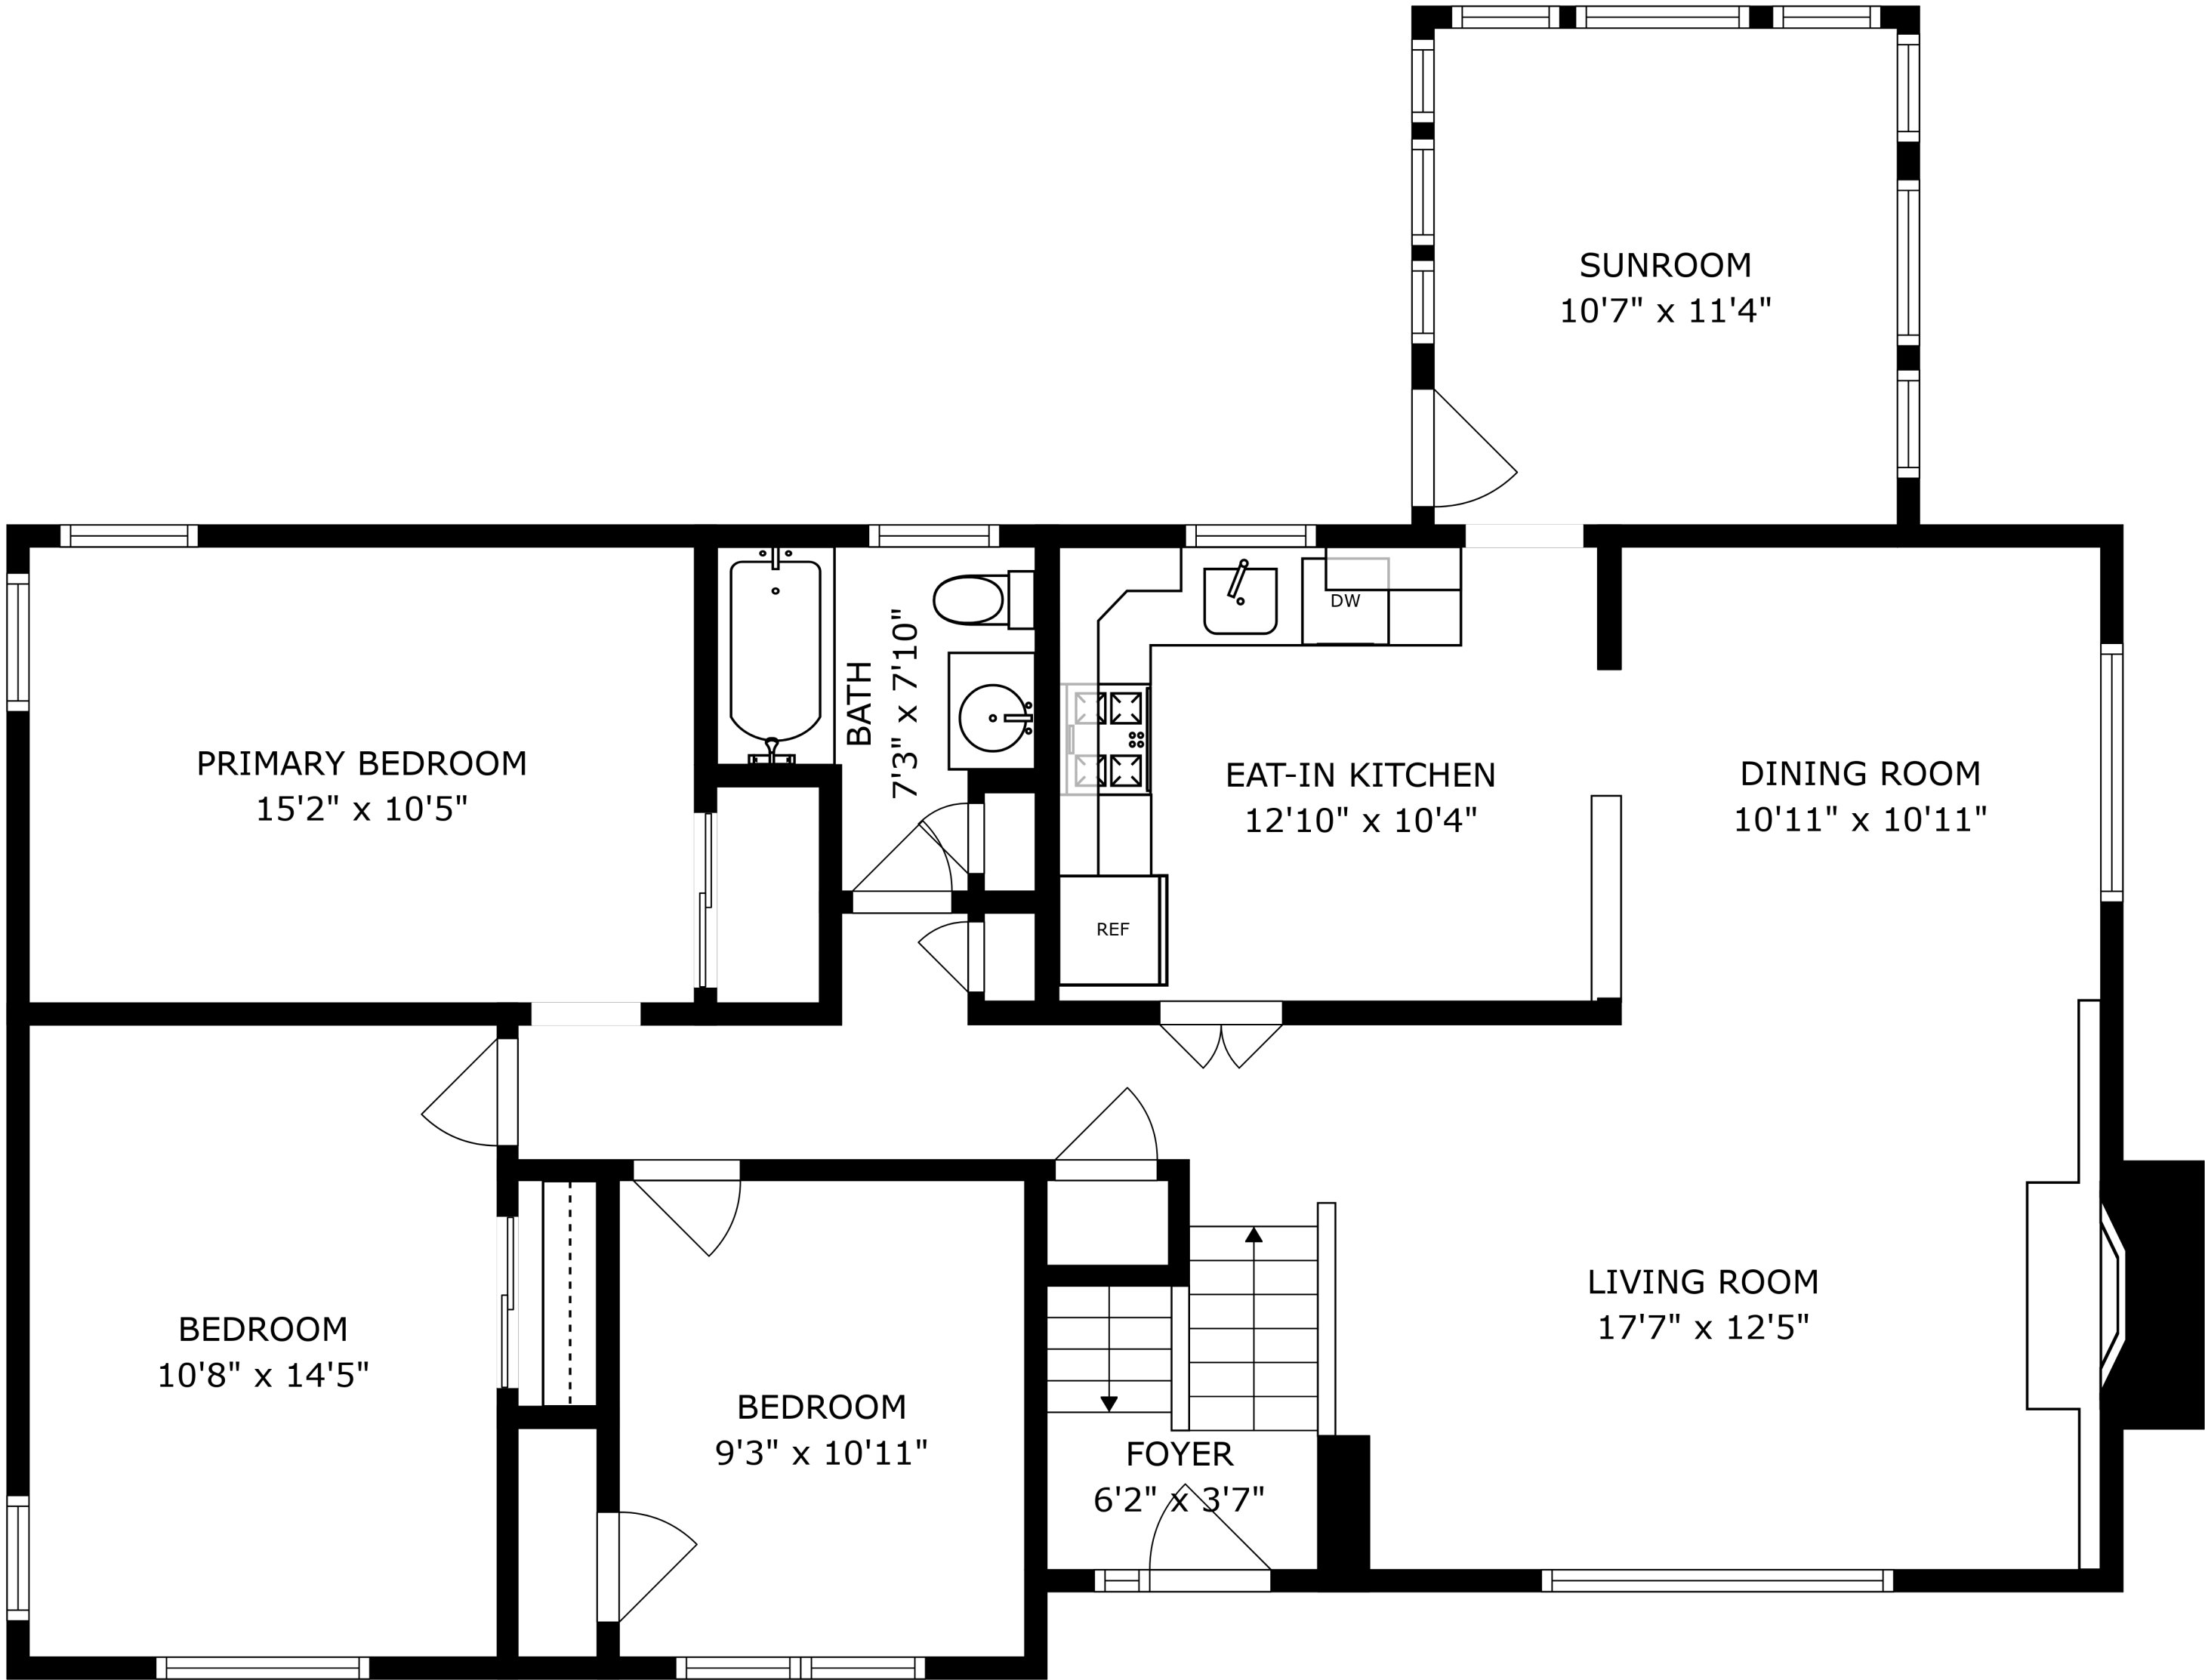 SUNROOM
10'7" x 11'4"
PRIMARY BEDROOM
15'2" x 10'5"
BATH
7'3" x 7'10"
DW
EAT-IN KITCHEN
12'10" x 10'4"
REF
DINING ROOM
10'11" x 10'11"
BEDROOM
10'8" x 14'5"
BEDROOM
9'3" x 10'11"
FOYER
6'2" x 3'7"
LIVING ROOM
17'7" x 12'5"